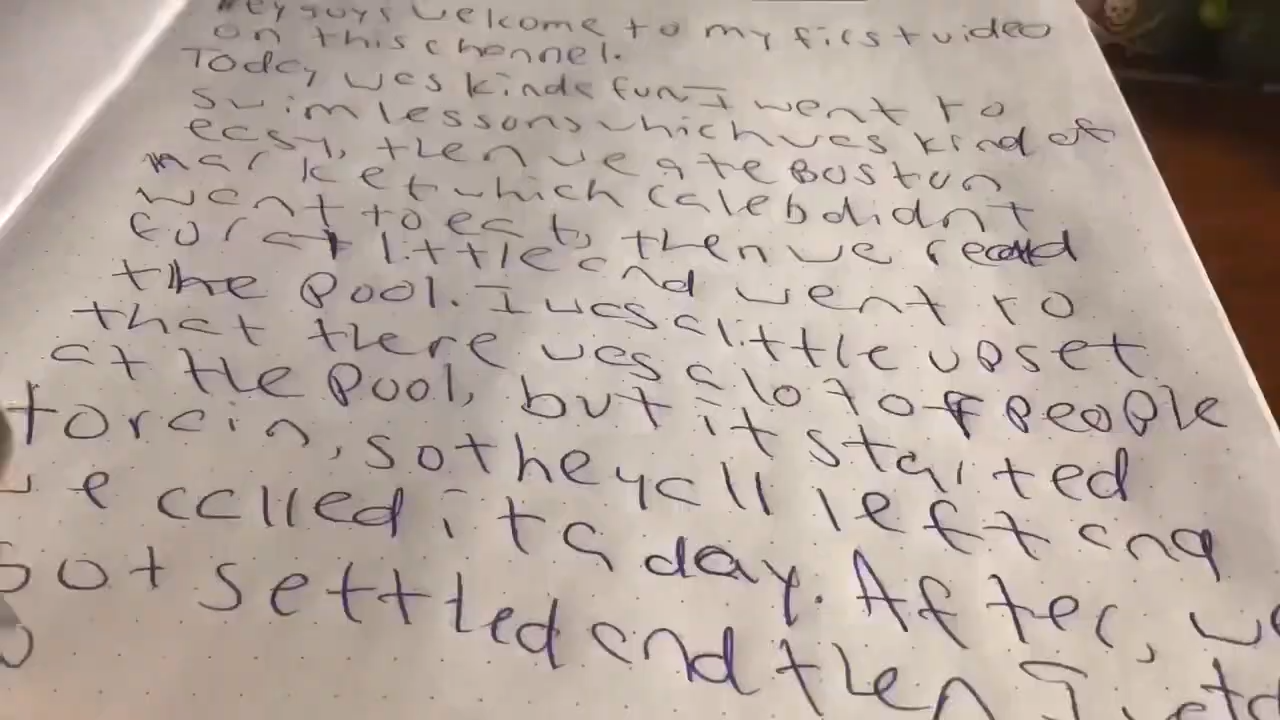 Hey guys welcome to my first video
on this channel.
Today was kinda fun I went to
swim lessons which was kind of
easy, then we ate Boston
market which Caleb didnt
want to eat, then we read
for a little and went to
the Pool. I was a little upset
that there was a lot of People
at the Pool, but it started
to rain, so they all left and
we called it a day. After, we
Got settled and then I